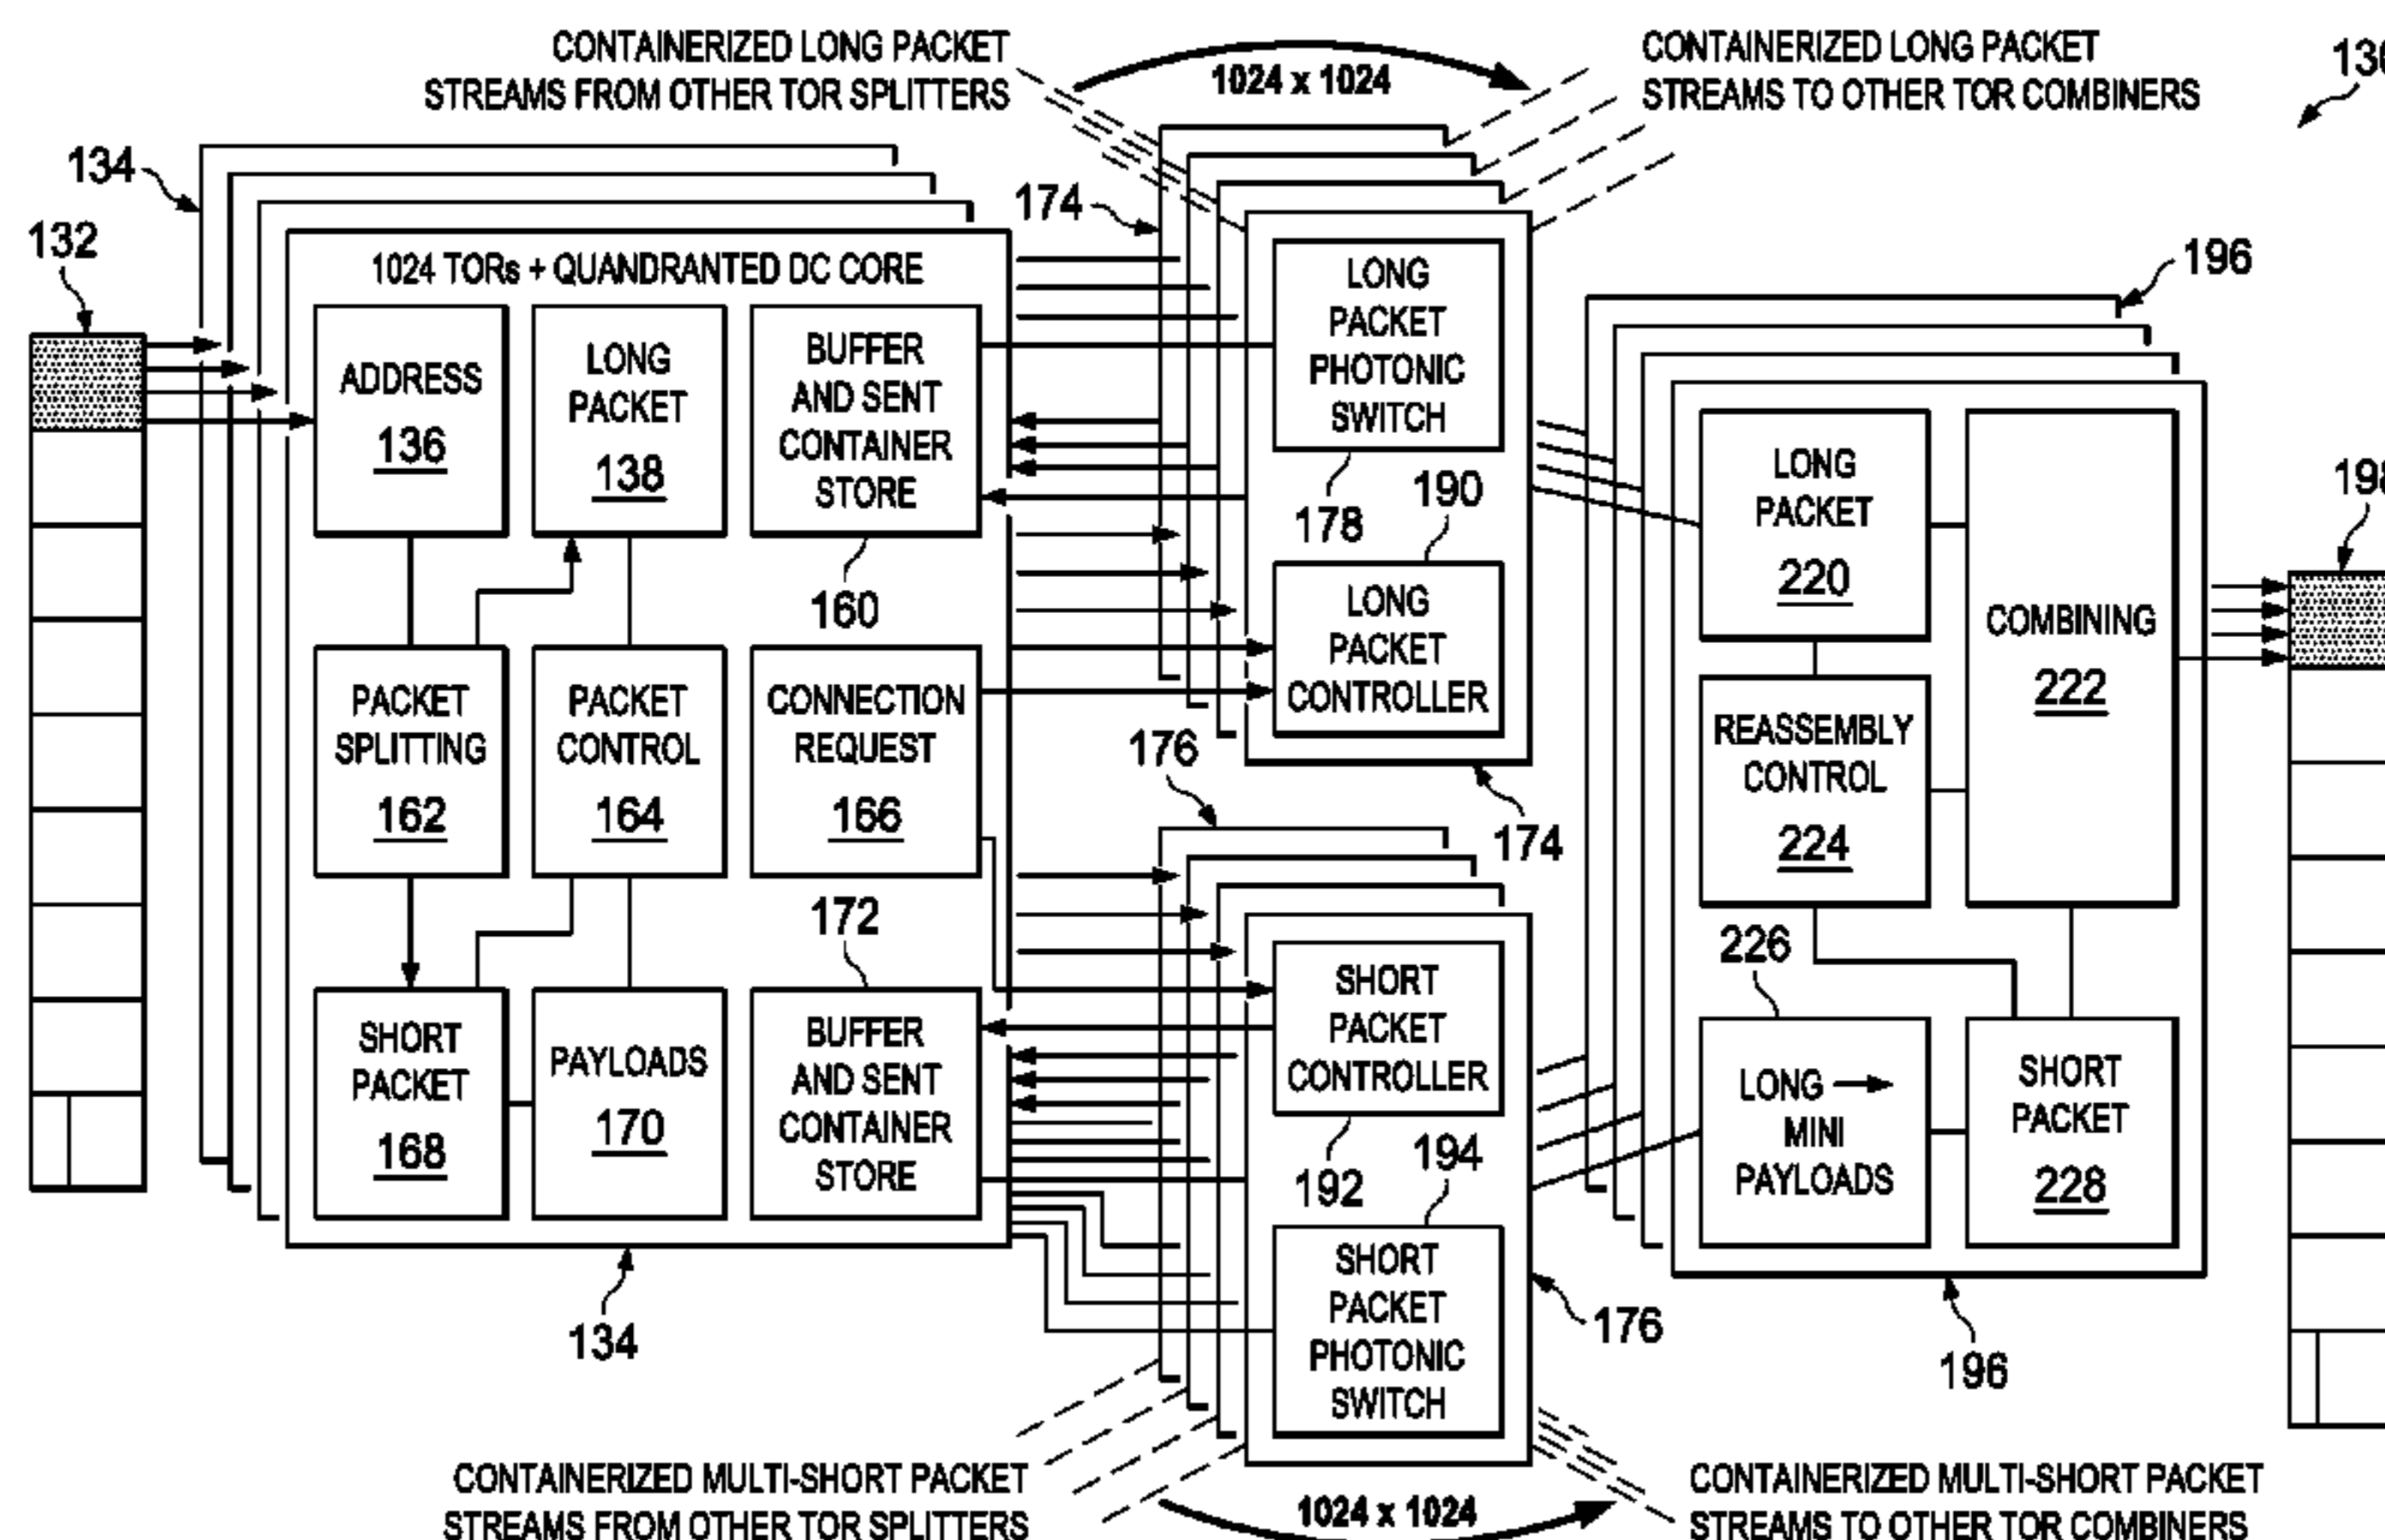 CONTAINERIZED LONG PACKET
STREAMS FROM OTHER TOR SPLITTERS
1024 x 1024
CONTAINERIZED LONG PACKET
STREAMS TO OTHER TOR COMBINERS
134
132
174
196
1024 TORs + QUANDRANTED DC CORE
ADDRESS
136
LONG
PACKET
138
BUFFER
AND SENT
CONTAINER
STORE
160
PACKET
SPLITTING
162
PACKET
CONTROL
164
CONNECTION
REQUEST
166
172
SHORT
PACKET
168
PAYLOADS
170
BUFFER
AND SENT
CONTAINER
STORE
134
LONG
PACKET
PHOTONIC
SWITCH
178
190
LONG
PACKET
CONTROLLER
174
176
SHORT
PACKET
CONTROLLER
192
194
SHORT
PACKET
PHOTONIC
SWITCH
176
LONG
PACKET
220
COMBINING
222
REASSEMBLY
CONTROL
224
226
LONG
MINI
PAYLOADS
SHORT
PACKET
228
196
CONTAINERIZED MULTI-SHORT PACKET
STREAMS FROM OTHER TOR SPLITTERS
1024 x 1024
CONTAINERIZED MULTI-SHORT PACKET
STREAMS TO OTHER TOR COMBINERS